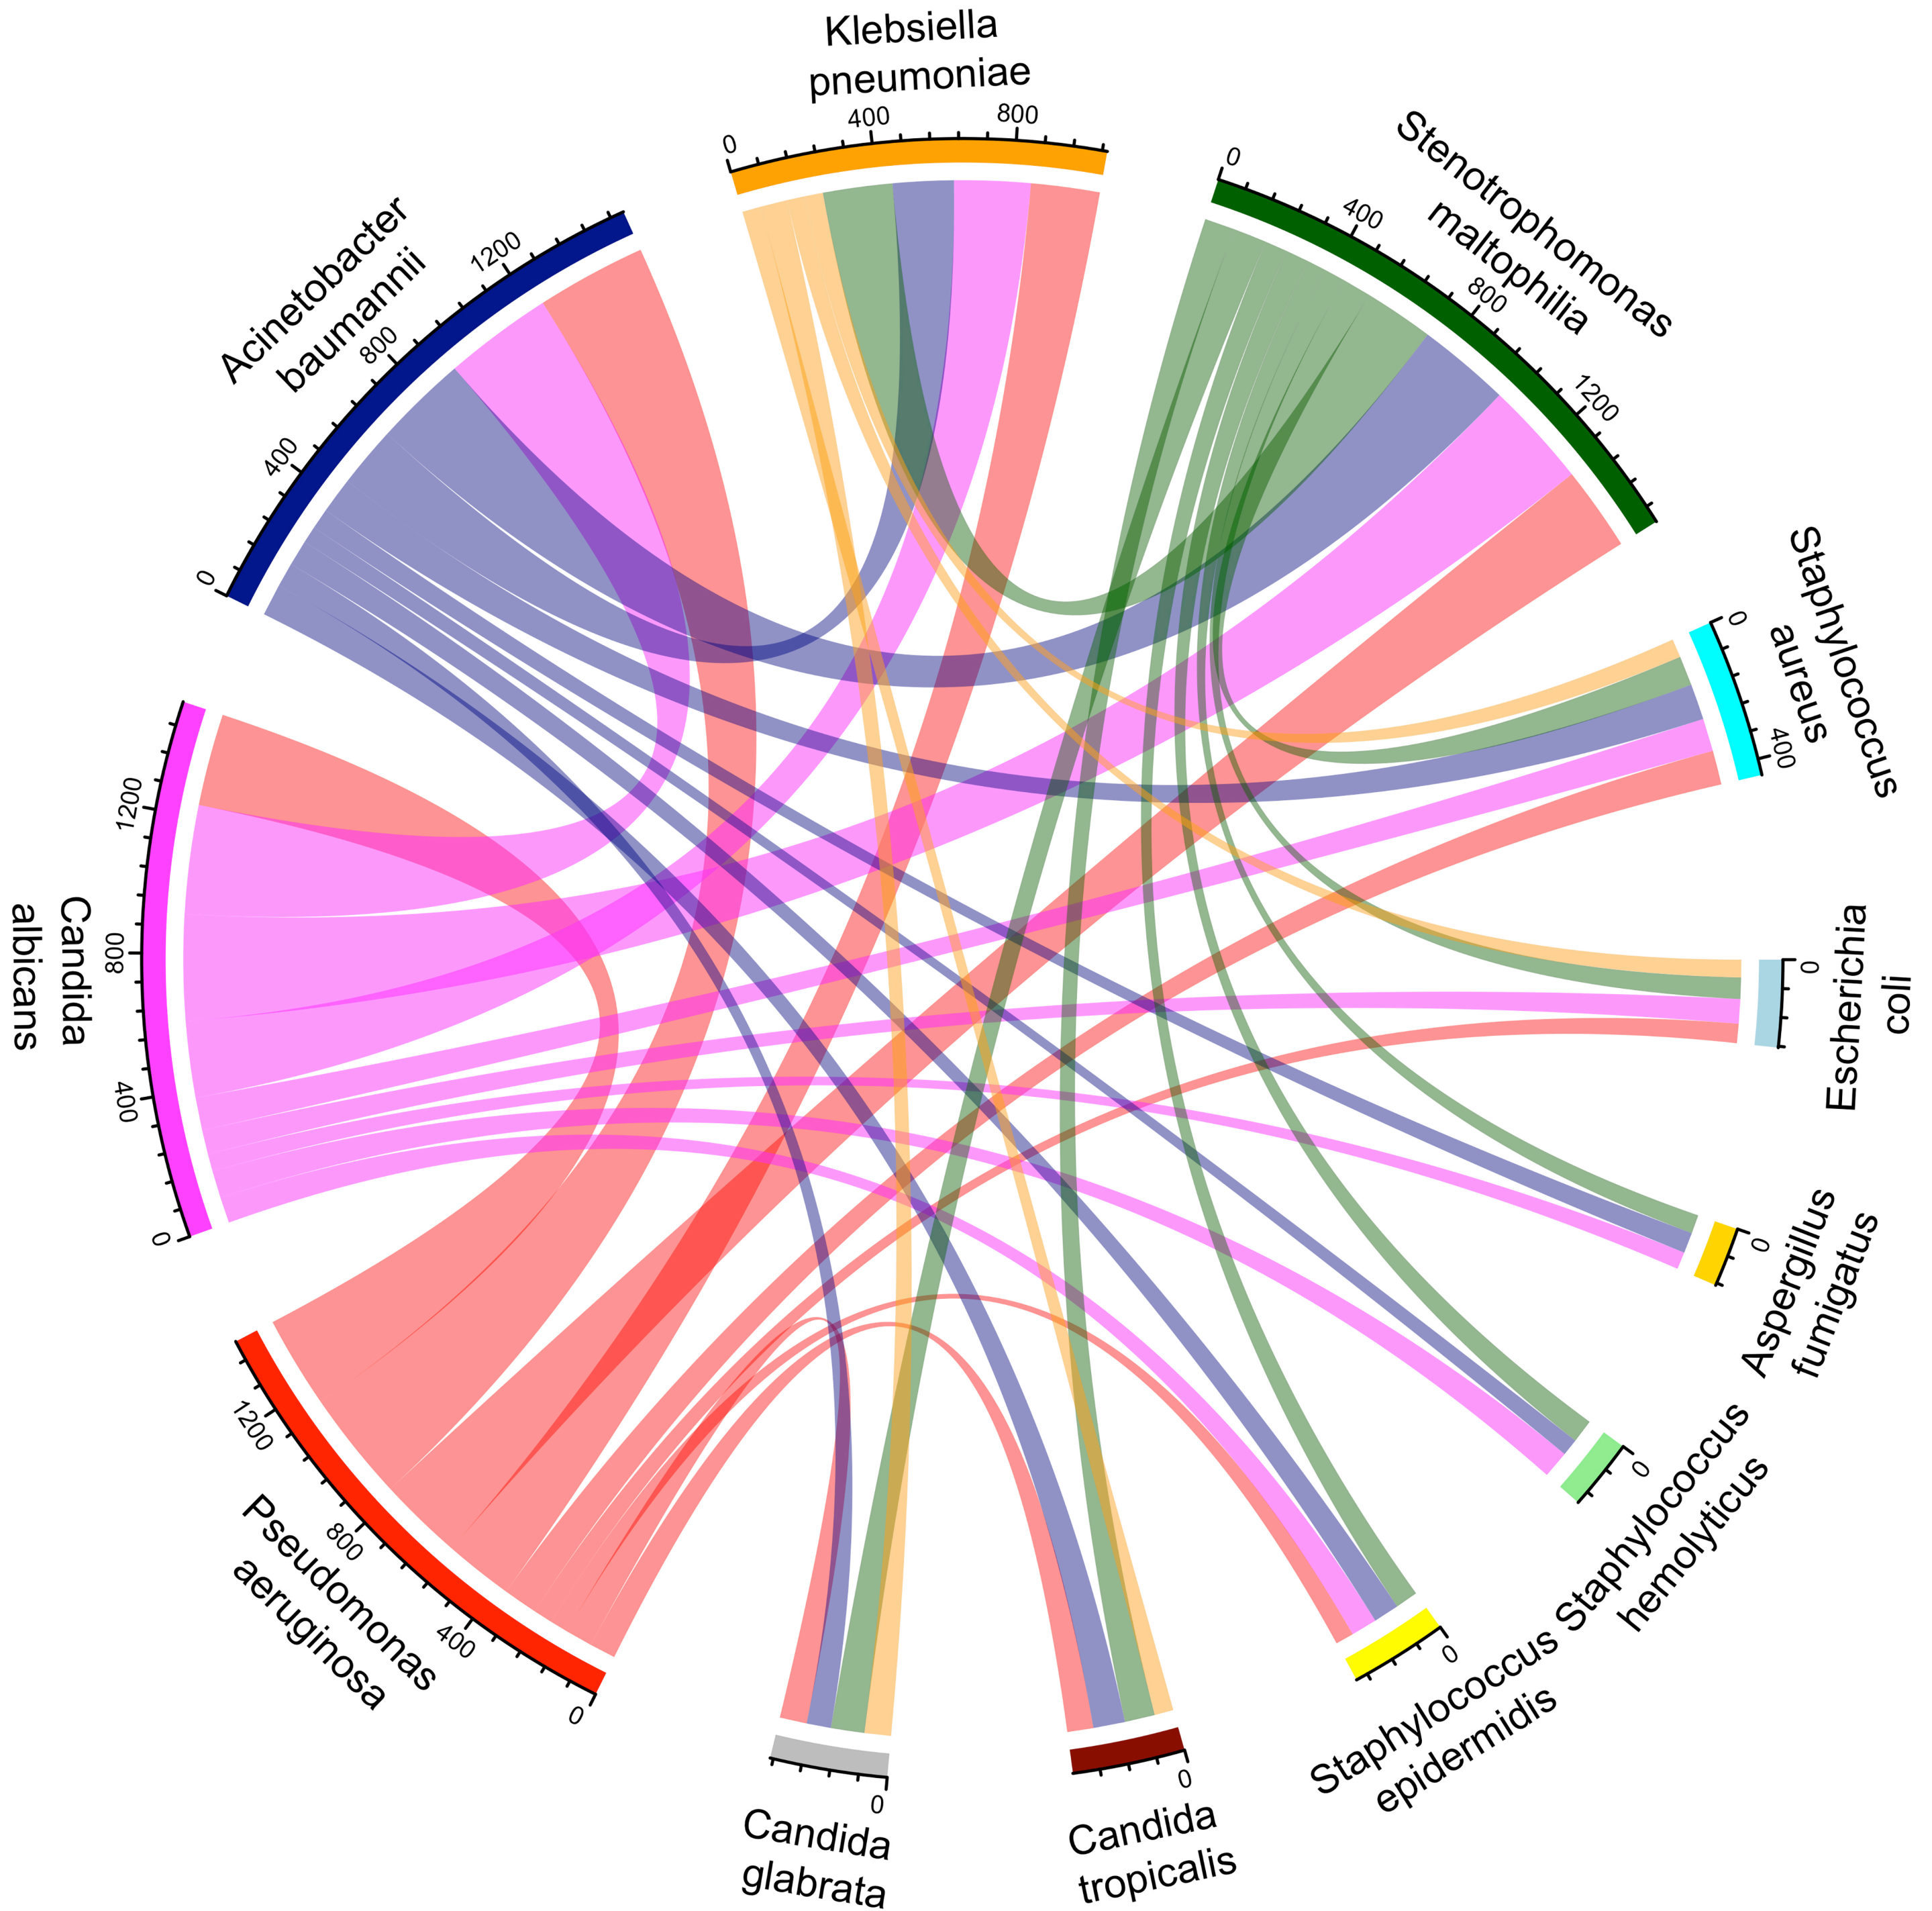 Klebsiella
pneumoniae
0
400
800
Stenotrophomonas
maltophilia
0
400
800
1200
Staphylococcus
aureus
0
400
Escherichia
coli
0
Aspergillus
fumigatus
0
Staphylococcus
hemolyticus
0
Staphylococcus
epidermidis
0
Candida
tropicalis
0
Candida
glabrata
0
Pseudomonas
aeruginosa
0
400
800
1200
Candida
albicans
0
400
800
1200
Acinetobacter
baumannii
0
400
800
1200